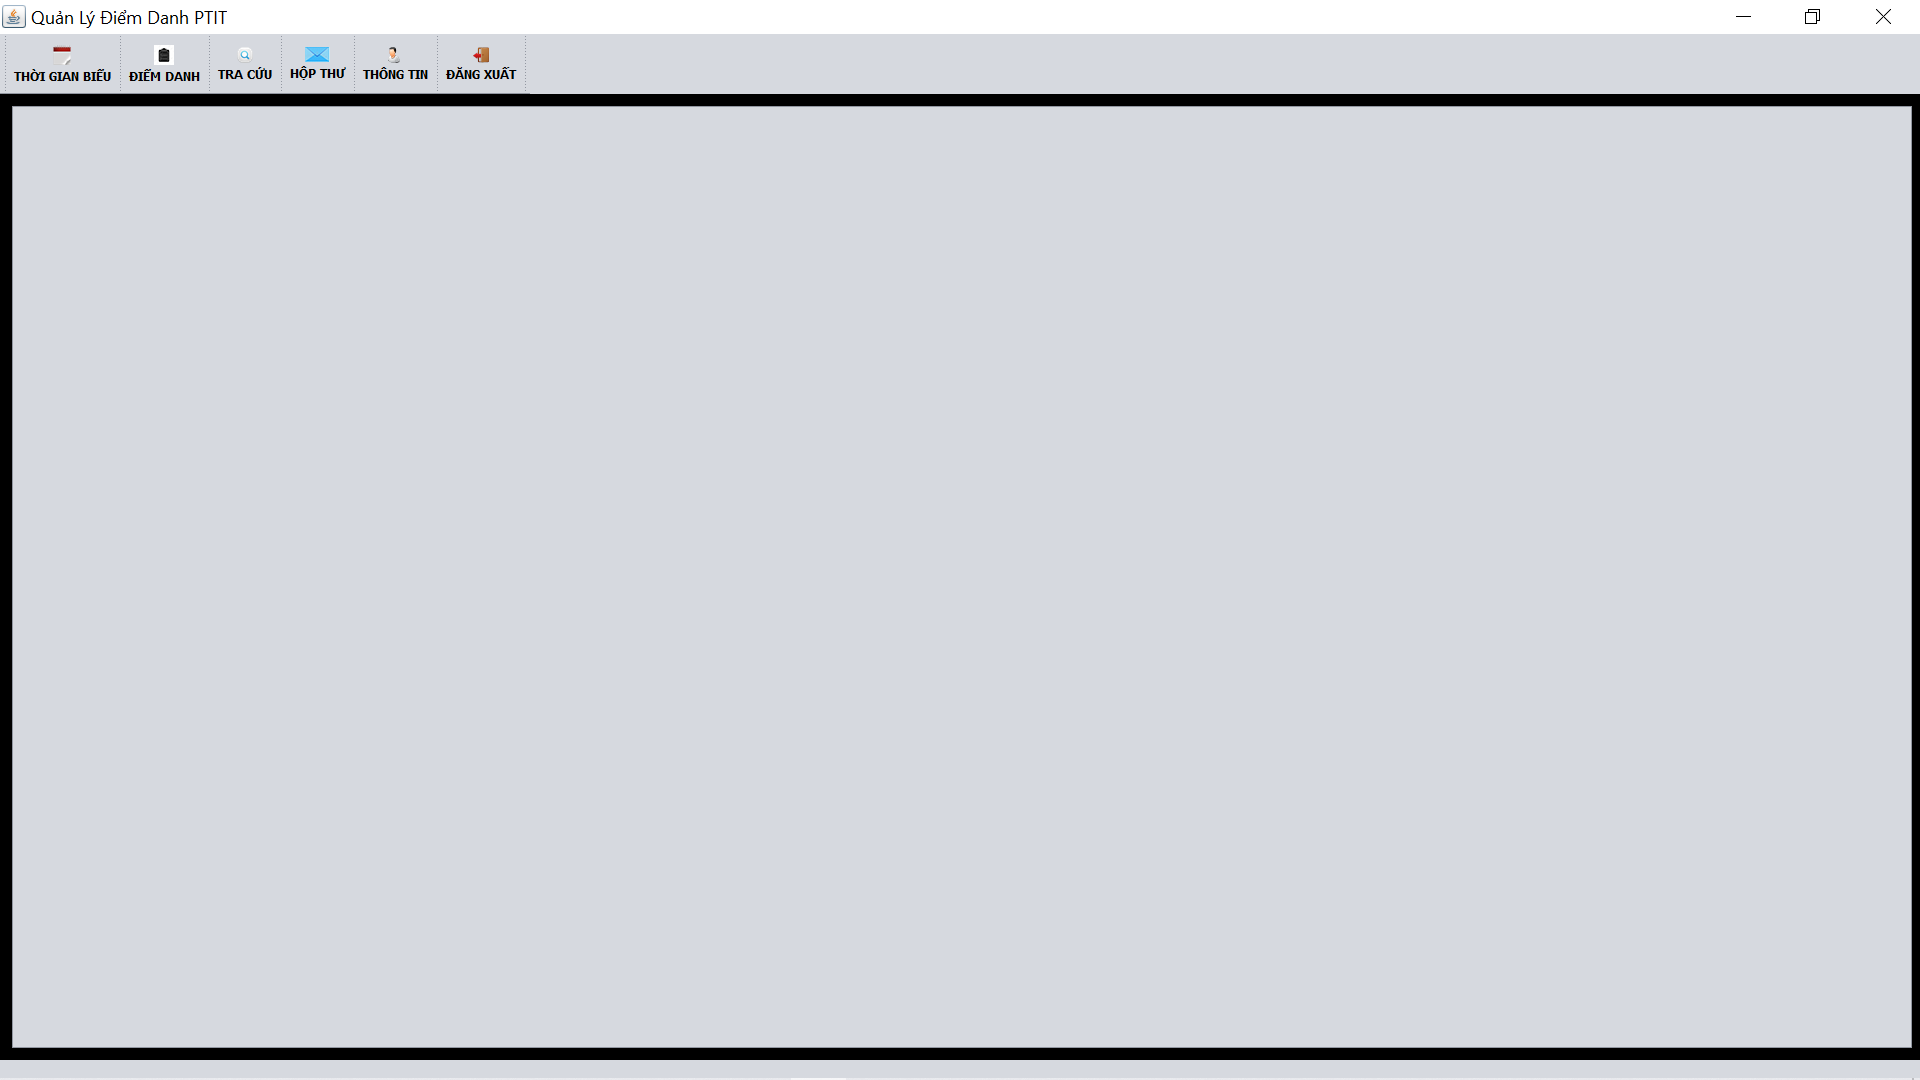 Quản Lý Điểm Danh PTIT
THỜI GIAN BIỂU
ĐIỂM DANH
TRA CỨU
HỘP THƯ
THÔNG TIN
ĐĂNG XUẤT